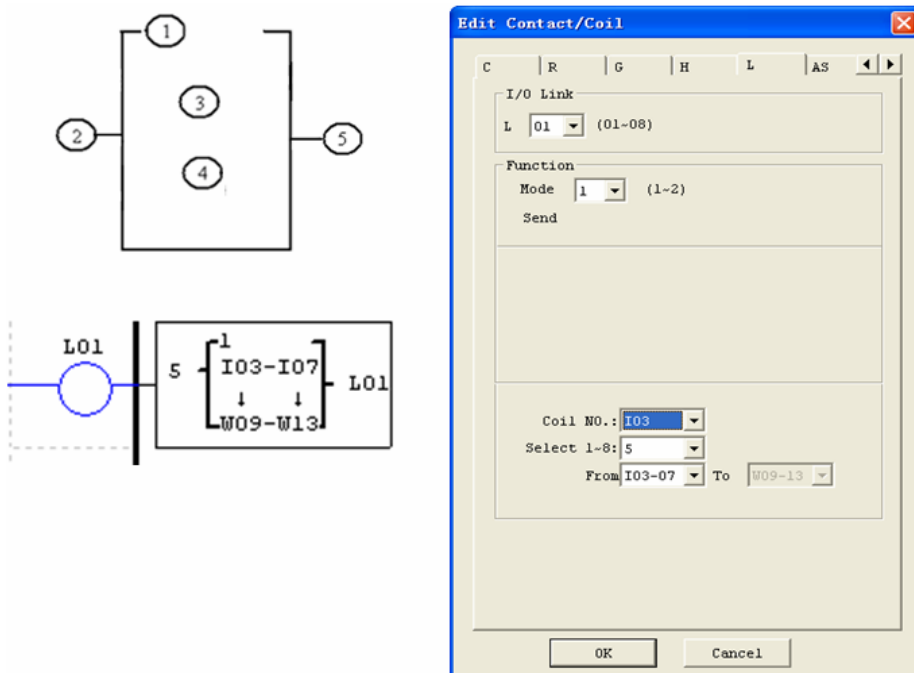 1
2
3
4
5
L01
5
1
I03-I07
↓ ↓
W09-W13
L01
Edit Contact/Coil
C R G H L AS
I/O Link
L 01 (01~08)
Function
Mode 1 (1~2)
Send
Coil NO.: I03
Select 1~8: 5
From I03-07 To W09-13
OK Cancel